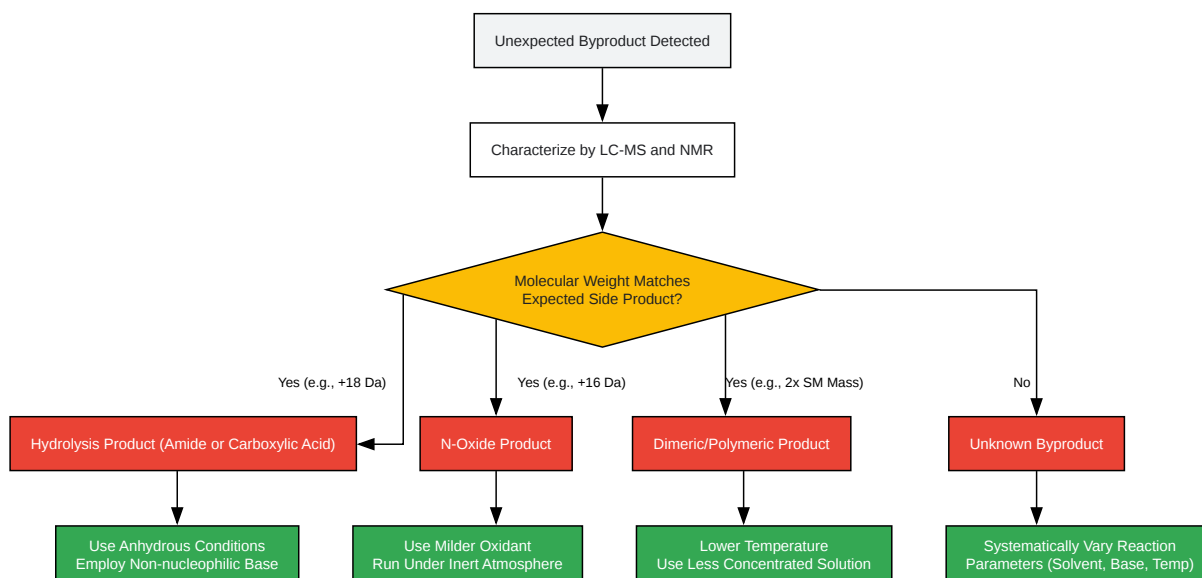 Unexpected Byproduct Detected
Characterize by LC-MS and NMR
Molecular Weight Matches
Expected Side Product?
Yes (e.g., +18 Da)
Yes (e.g., +16 Da)
Yes (e.g., 2x SM Mass)
No
Hydrolysis Product (Amide or Carboxylic Acid)
N-Oxide Product
Dimeric/Polymeric Product
Unknown Byproduct
Use Anhydrous Conditions
Employ Non-nucleophilic Base
Use Milder Oxidant
Run Under Inert Atmosphere
Lower Temperature
Use Less Concentrated Solution
Systematically Vary Reaction
Parameters (Solvent, Base, Temp)